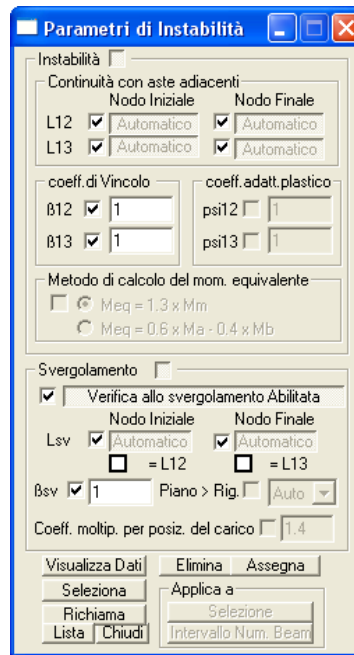 Parametri di Instabilità
Instabilità
Continuità con aste adiacenti
Nodo Iniziale Nodo Finale
L12 Automatico Automatico
L13 Automatico Automatico
coeff.di Vincolo coeff.adatt.plastico
ß12 1 psi12 1
ß13 1 psi13 1
Metodo di calcolo del mom. equivalente
Meq = 1.3 x Mm
Meq = 0.6 x Ma - 0.4 x Mb
Svergolamento
Verifica allo svergolamento Abilitata
Nodo Iniziale Nodo Finale
Lsv Automatico Automatico
= L12 = L13
ßsv 1 Piano > Rig. Auto
Coeff. moltip. per posiz. del carico 1.4
Visualizza Dati Elimina Assegna
Seleziona Applica a
Richiama Selezione
Lista Chiudi Intervallo Num. Beam